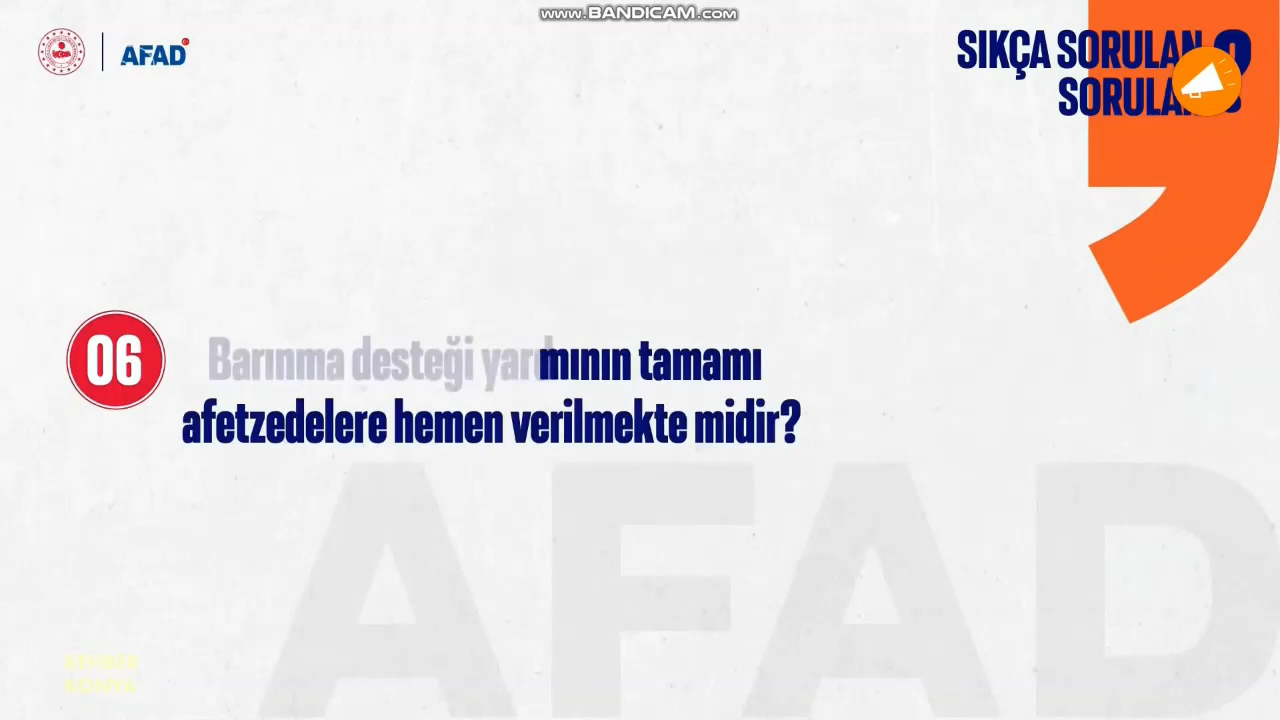 www.BANDICAM.com
AFAD
SIKÇA SORULAN
SORULAR
06
Barınma desteği yardımının tamamı
afetzedelere hemen verilmekte midir?
AFAD